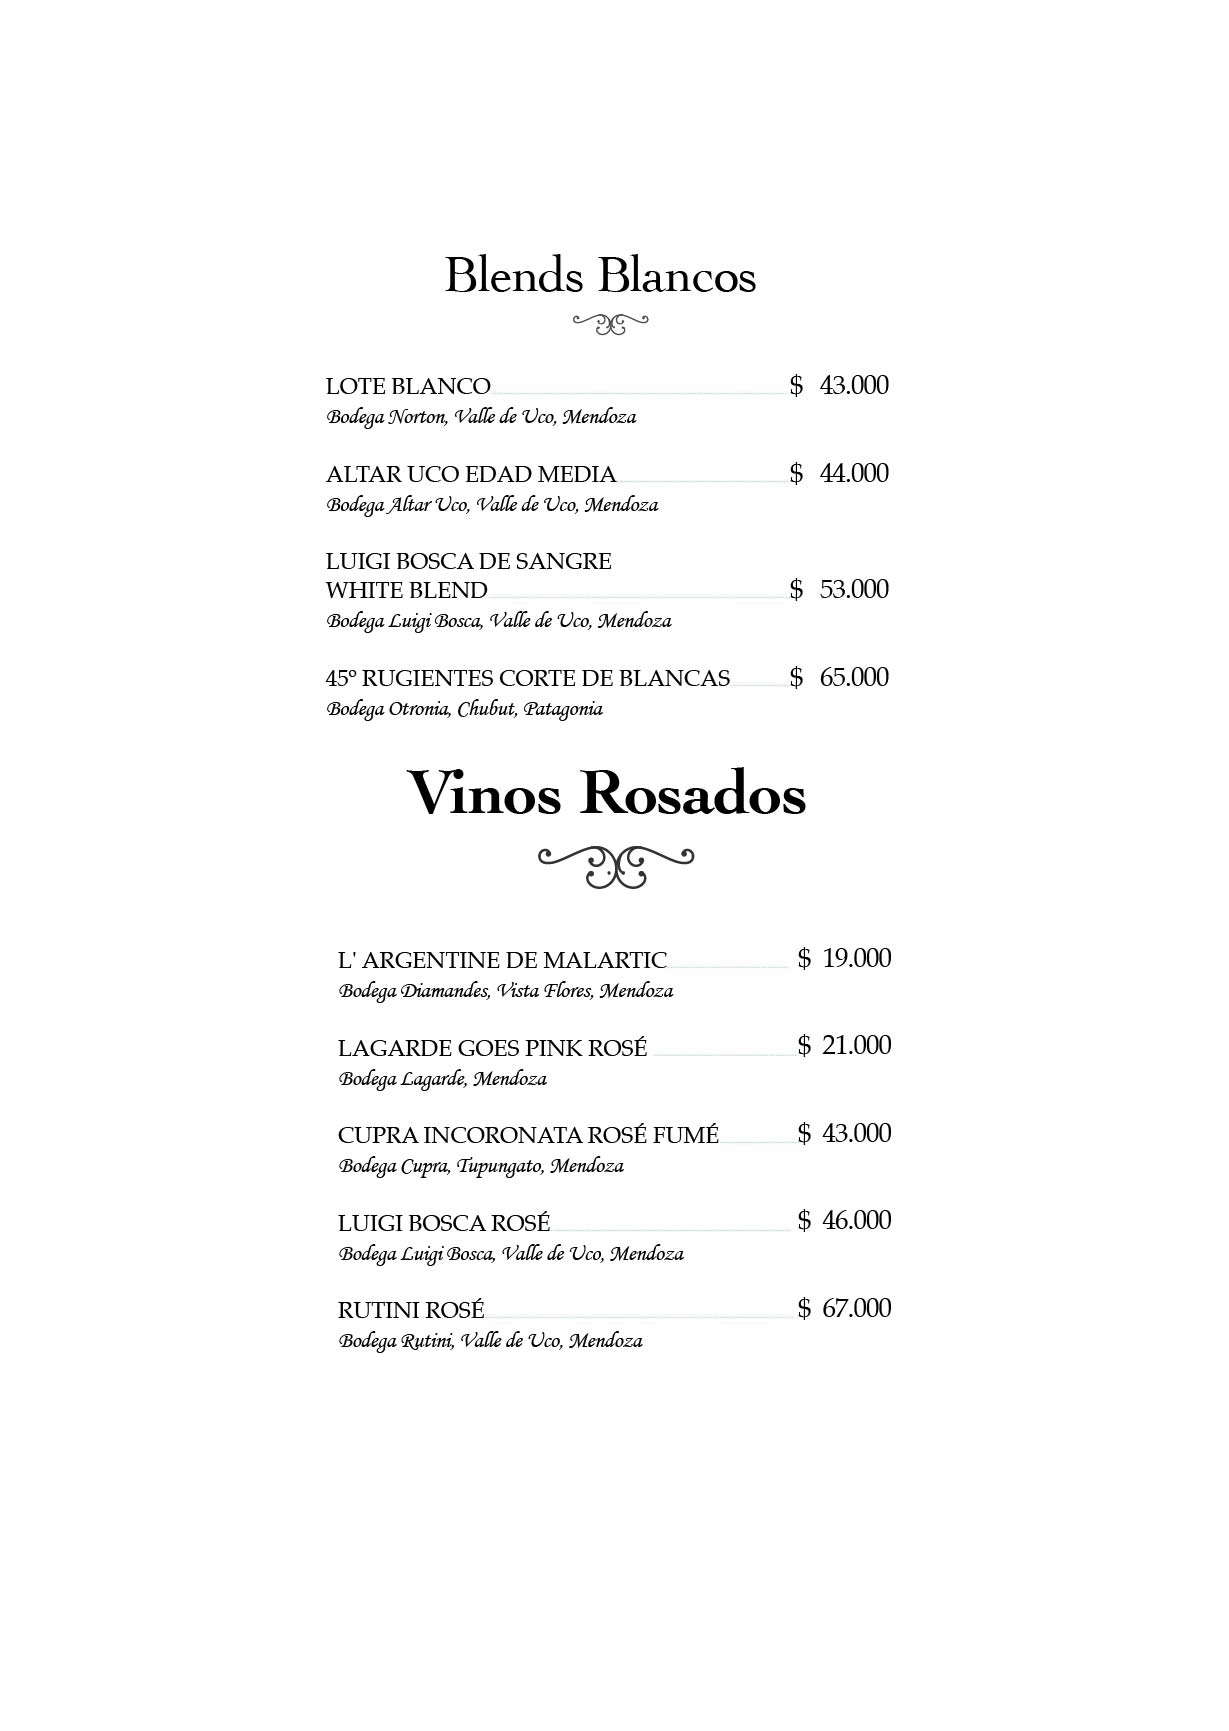 Blends Blancos
LOTE BLANCO $ 43.000
Bodega Norton, Valle de Uco, Mendoza
ALTAR UCO EDAD MEDIA $ 44.000
Bodega Altar Uco, Valle de Uco, Mendoza
LUIGI BOSCA DE SANGRE
WHITE BLEND $ 53.000
Bodega Luigi Bosca, Valle de Uco, Mendoza
45° RUGIENTES CORTE DE BLANCAS $ 65.000
Bodega Otronia, Chubut, Patagonia
Vinos Rosados
L' ARGENTINE DE MALARTIC $ 19.000
Bodega Diamandes, Vista Flores, Mendoza
LAGARDE GOES PINK ROSÉ $ 21.000
Bodega Lagarde, Mendoza
CUPRA INCORONATA ROSÉ FUMÉ $ 43.000
Bodega Cupra, Tupungato, Mendoza
LUIGI BOSCA ROSÉ $ 46.000
Bodega Luigi Bosca, Valle de Uco, Mendoza
RUTINI ROSÉ $ 67.000
Bodega Rutini, Valle de Uco, Mendoza